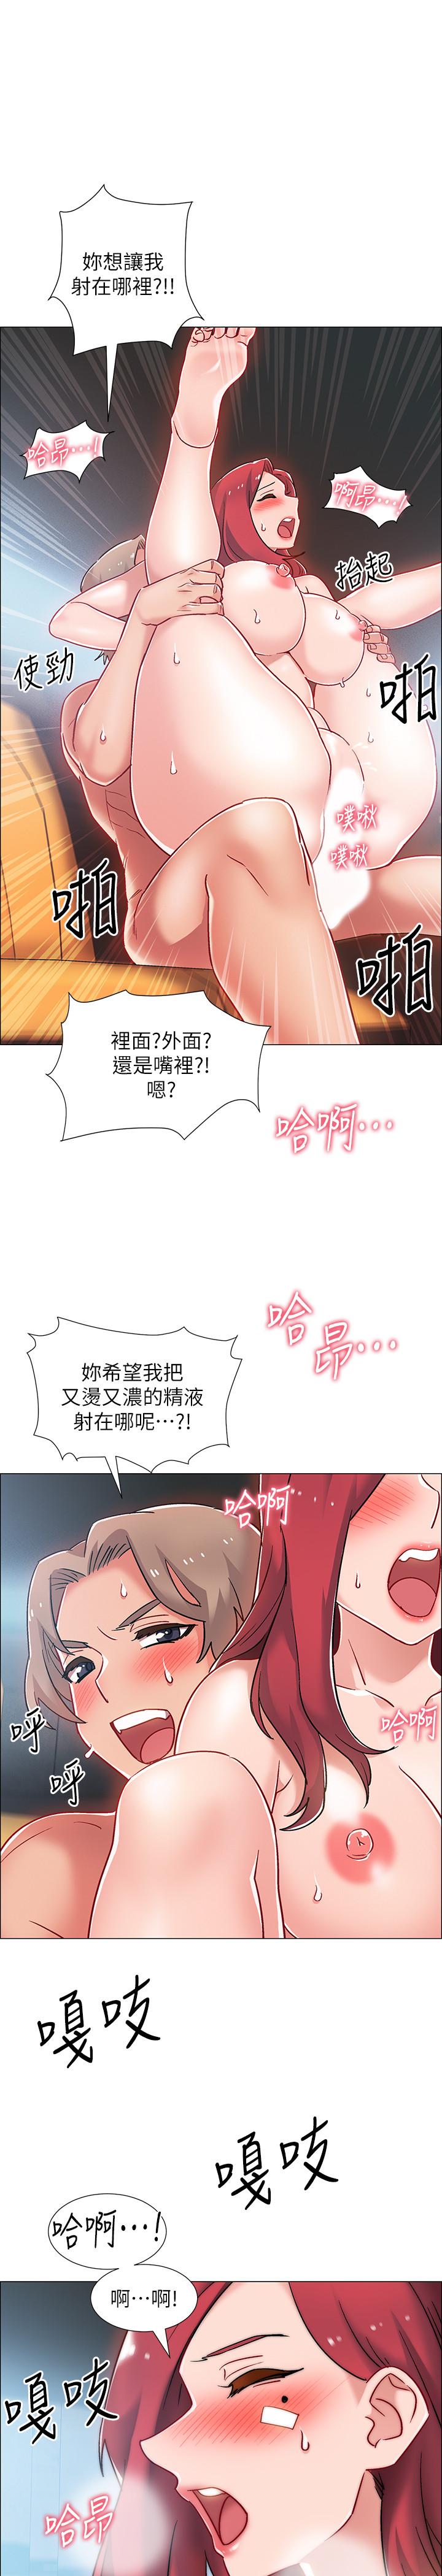 妳想讓我
射在哪裡?!!
哈昂⋯!
啊昂⋯!
抬起
使勁
啪
噗啾
噗啾
啪
啪
裡面?外面?
還是嘴裡?!
嗯?
哈啊⋯
哈
昂⋯
妳希望我把
又燙又濃的精液
射在哪呢⋯?!
哈啊
哈啊
呼
呼
嘎吱
嘎吱
哈啊⋯!
啊⋯啊!
嘎吱
哈昂